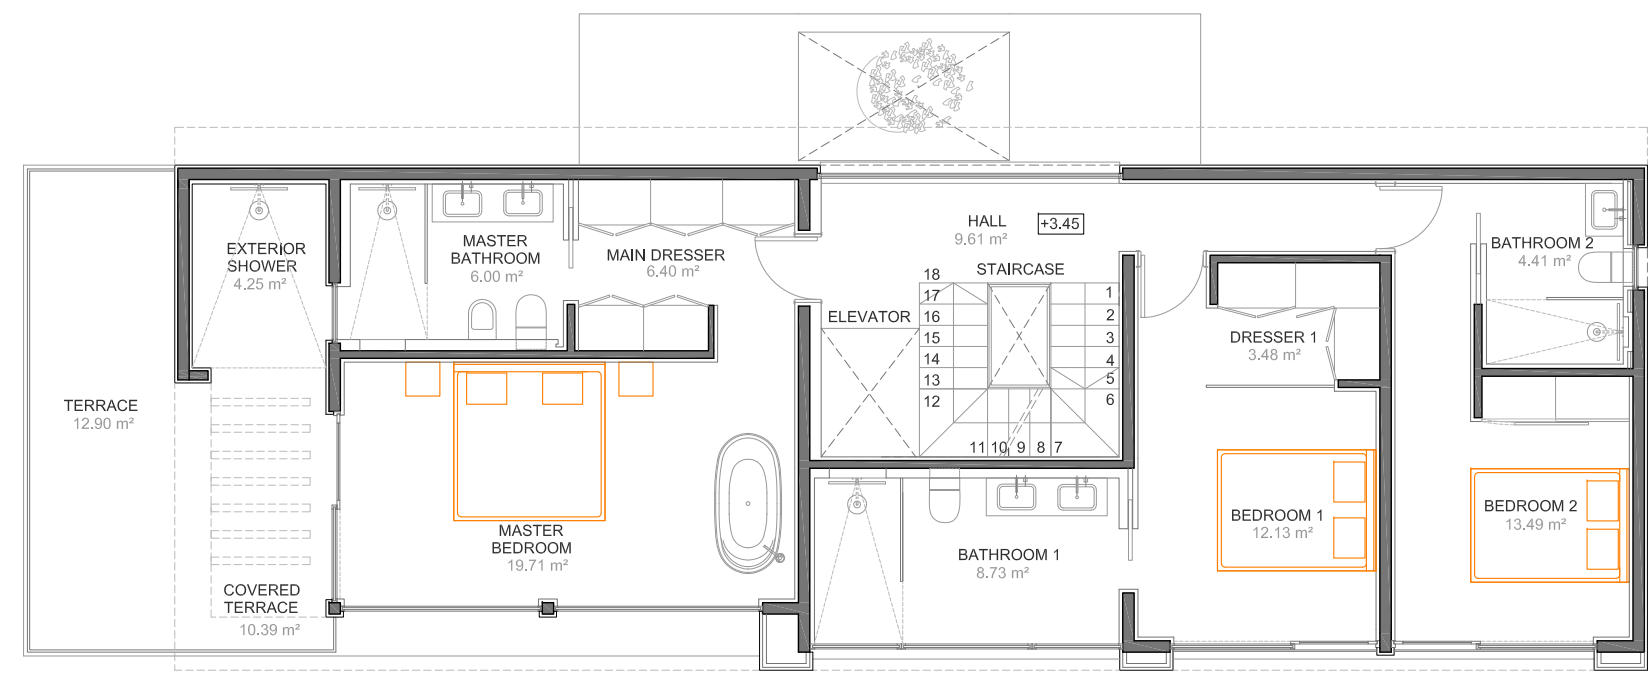 HALL
9.61 m²
+3.45
EXTERIOR
SHOWER
4.25 m²
MASTER
BATHROOM
6.00 m²
MAIN DRESSER
6.40 m²
STAIRCASE
18
17
16
15
14
13
12
11
10
9
8
7
1
2
3
4
5
6
ELEVATOR
BATHROOM 2
4.41 m²
DRESSER 1
3.48 m²
TERRACE
12.90 m²
MASTER
BEDROOM
19.71 m²
BEDROOM 1
12.13 m²
BEDROOM 2
13.49 m²
BATHROOM 1
8.73 m²
COVERED
TERRACE
10.39 m²